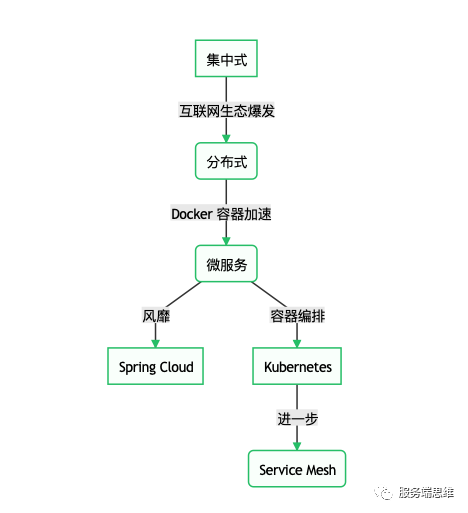 集中式
互联网生态爆发
分布式
Docker 容器加速
微服务
风靡
容器编排
Spring Cloud
Kubernetes
进一步
Service Mesh
服务端思维